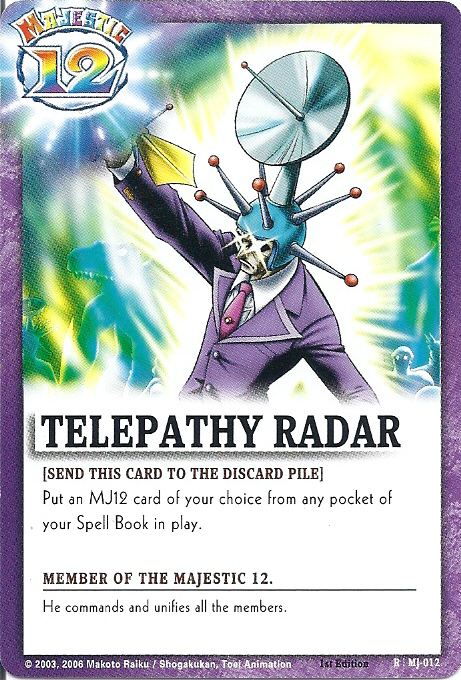 MAJESTIC
12
TELEPATHY RADAR
[SEND THIS CARD TO THE DISCARD PILE]
Put an MJ12 card of your choice from any pocket of
your Spell Book in play.
MEMBER OF THE MAJESTIC 12.
He commands and unifies all the members.
© 2003, 2006 Makoto Raiku / Shogakukan, Toei Animation 1st Edition R MJ-012